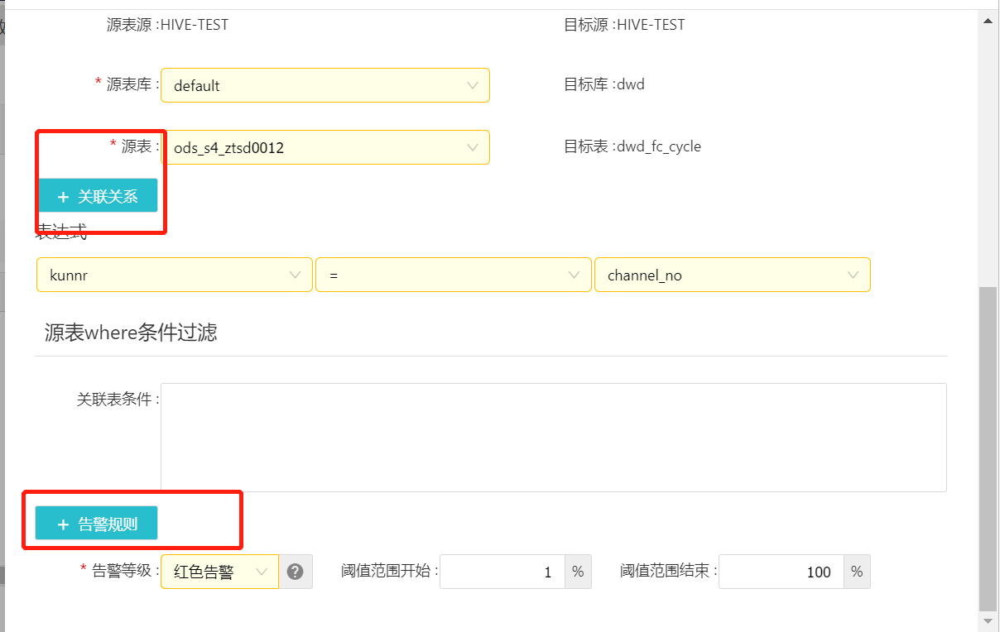 源表源 :HIVE-TEST 目标源 :HIVE-TEST
* 源表库 : default 目标库 :dwd
* 源表 : ods_s4_ztsd0012 目标表 :dwd_fc_cycle
+ 关联关系
表达式
kunnr = channel_no
源表where条件过滤
关联表条件 :
+ 告警规则
* 告警等级 : 红色告警 ? 阈值范围开始 : 1 % 阈值范围结束 : 100 %